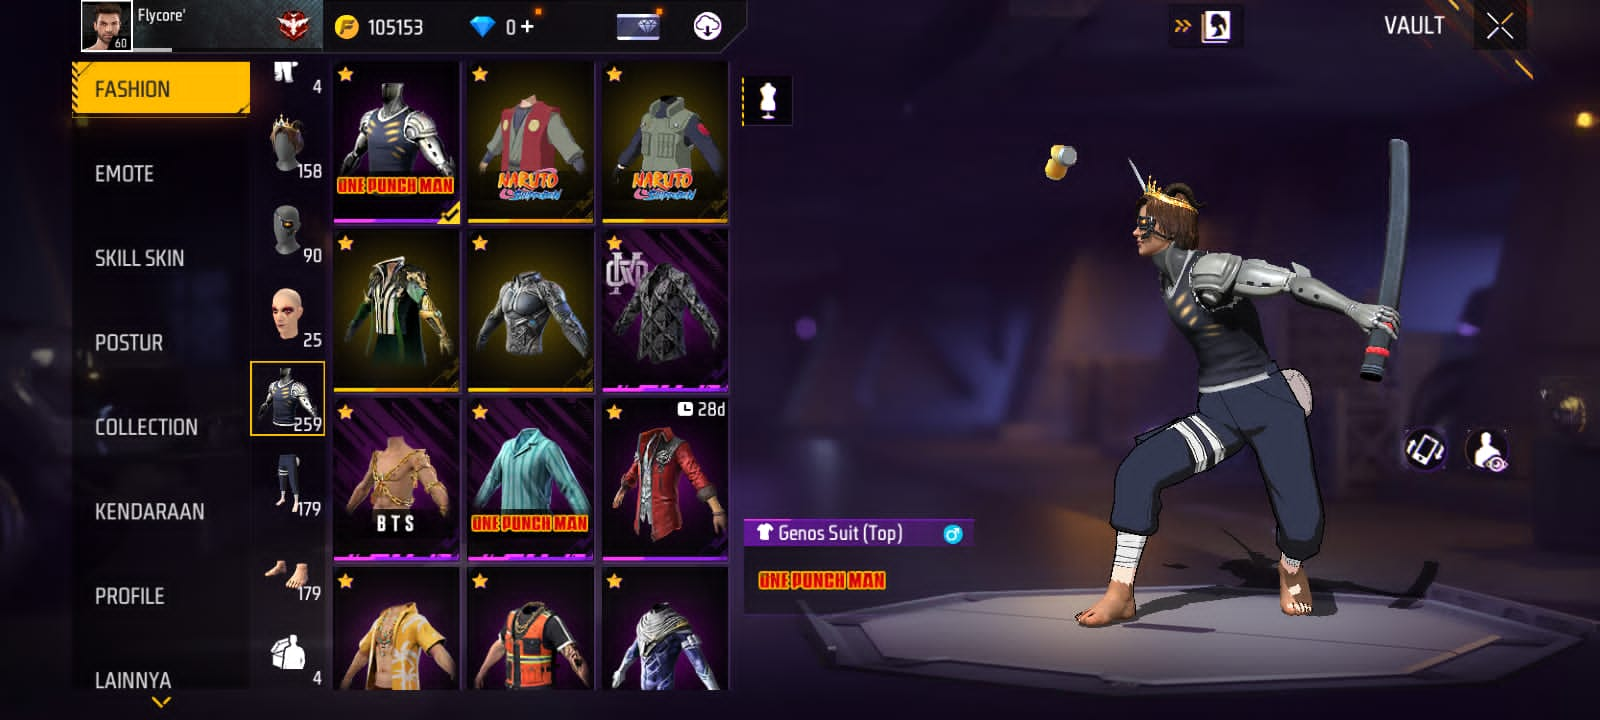 Flycore'
60
105153
0 +
VAULT
FASHION
EMOTE
SKILL SKIN
POSTUR
COLLECTION
KENDARAAN
PROFILE
LAINNYA
4
158
90
25
259
179
179
4
ONE PUNCH MAN
NARUTO
SHIPPUDEN
NARUTO
SHIPPUDEN
BTS
ONE PUNCH MAN
28d
Genos Suit (Top)
ONE PUNCH MAN